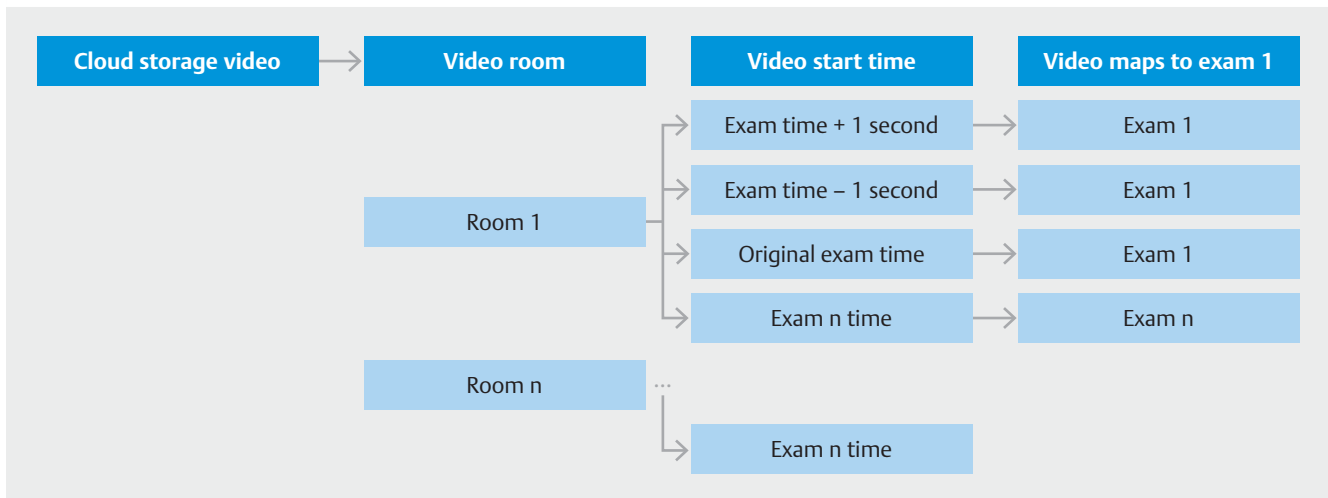 Cloud storage video
Video room
Video start time
Video maps to exam 1
Exam time + 1 second
Exam 1
Exam time – 1 second
Exam 1
Room 1
Original exam time
Exam 1
Exam n time
Exam n
Room n
...
Exam n time